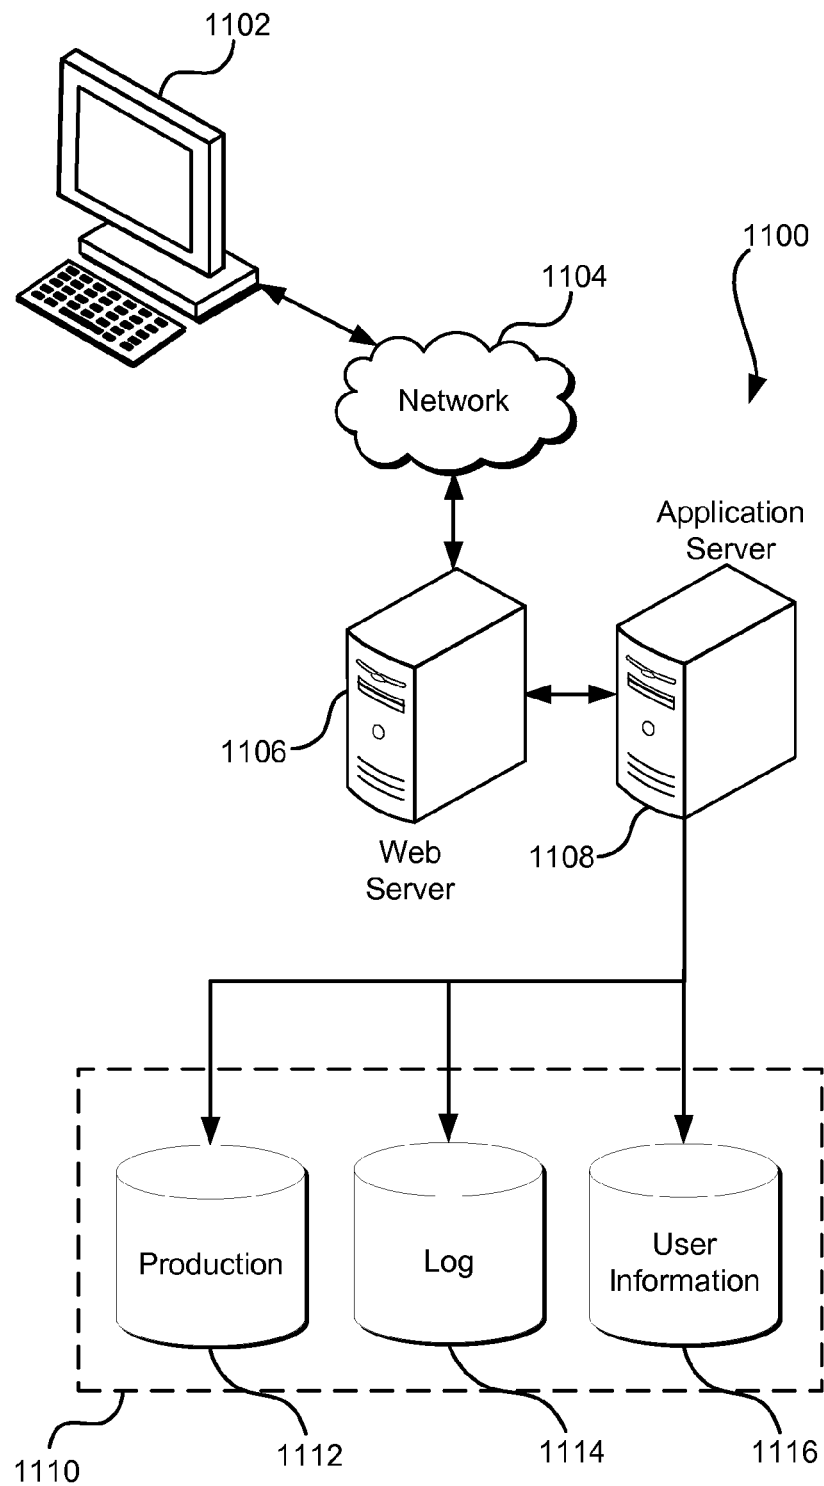 1102
1100
1104
Network
Application
Server
1106
Web
Server
1108
Production
Log
User
Information
1110
1112
1114
1116